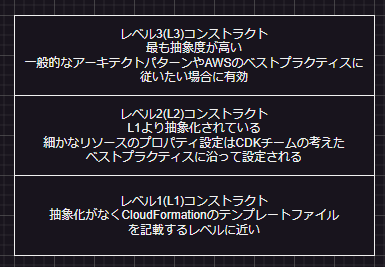 レベル3(L3)コンストラクト
最も抽象度が高い
一般的なアーキテクトパターンやAWSのベストプラクティスに
従いたい場合に有効
レベル2(L2)コンストラクト
L1より抽象化されている
細かなリソースのプロパティ設定はCDKチームの考えた
ベストプラクティスに沿って設定される
レベル1(L1)コンストラクト
抽象化がなくCloudFormationのテンプレートファイル
を記載するレベルに近い